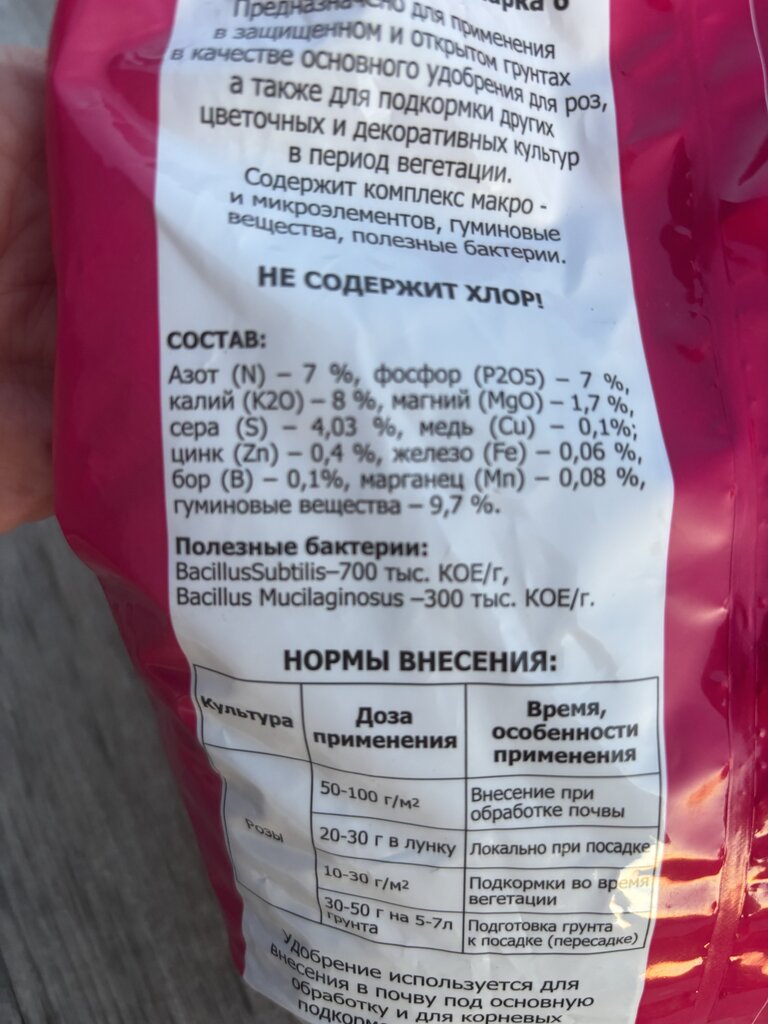 Предназначено для применения
в защищенном и открытом грунтах
в качестве основного удобрения для роз,
а также для подкормки других
цветочных и декоративных культур
в период вегетации.
Содержит комплекс макро -
и микроэлементов, гуминовые
вещества, полезные бактерии.
НЕ СОДЕРЖИТ ХЛОР!
СОСТАВ:
Азот (N) – 7 %, фосфор (P2O5) – 7 %,
калий (K2O) – 8 %, магний (MgO) – 1,7 %,
сера (S) – 4,03 %, медь (Cu) – 0,1%;
цинк (Zn) – 0,4 %, железо (Fe) – 0,06 %,
бор (B) – 0,1%, марганец (Mn) – 0,08 %,
гуминовые вещества – 9,7 %.
Полезные бактерии:
BacillusSubtilis–700 тыс. КОЕ/г,
Bacillus Mucilaginosus –300 тыс. КОЕ/г.
НОРМЫ ВНЕСЕНИЯ:
Культура
Доза
применения
Время,
особенности
применения
Розы
50-100 г/м2
Внесение при
обработке почвы
20-30 г в лунку
Локально при посадке
10-30 г/м2
Подкормки во время
вегетации
30-50 г на 5-7л
грунта
Подготовка грунта
к посадке (пересадке)
Удобрение используется для
внесения в почву под основную
обработку и для корневых